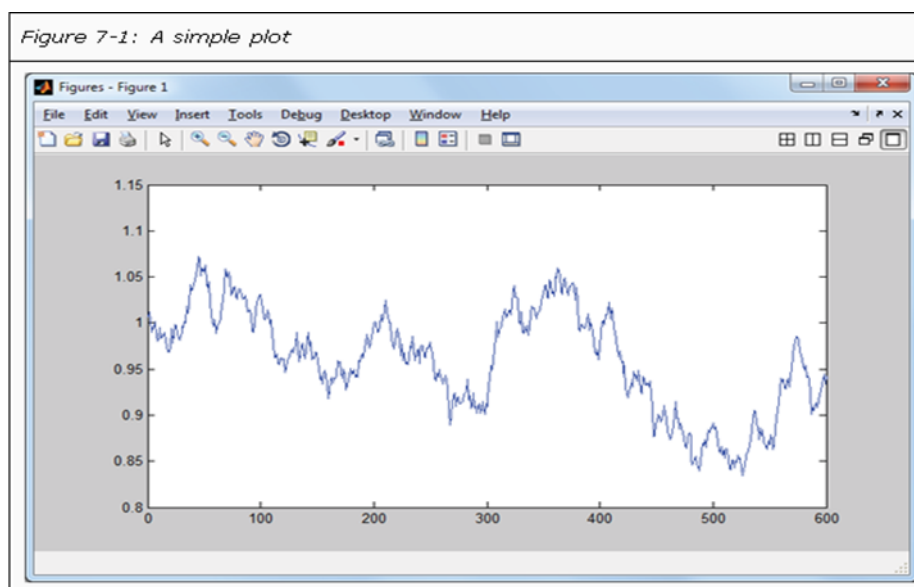 Figure 7-1: A simple plot
Figures - Figure 1
File Edit View Insert Tools Debug Desktop Window Help
1.15
1.1
1.05
1
0.95
0.9
0.85
0.8
0 100 200 300 400 500 600